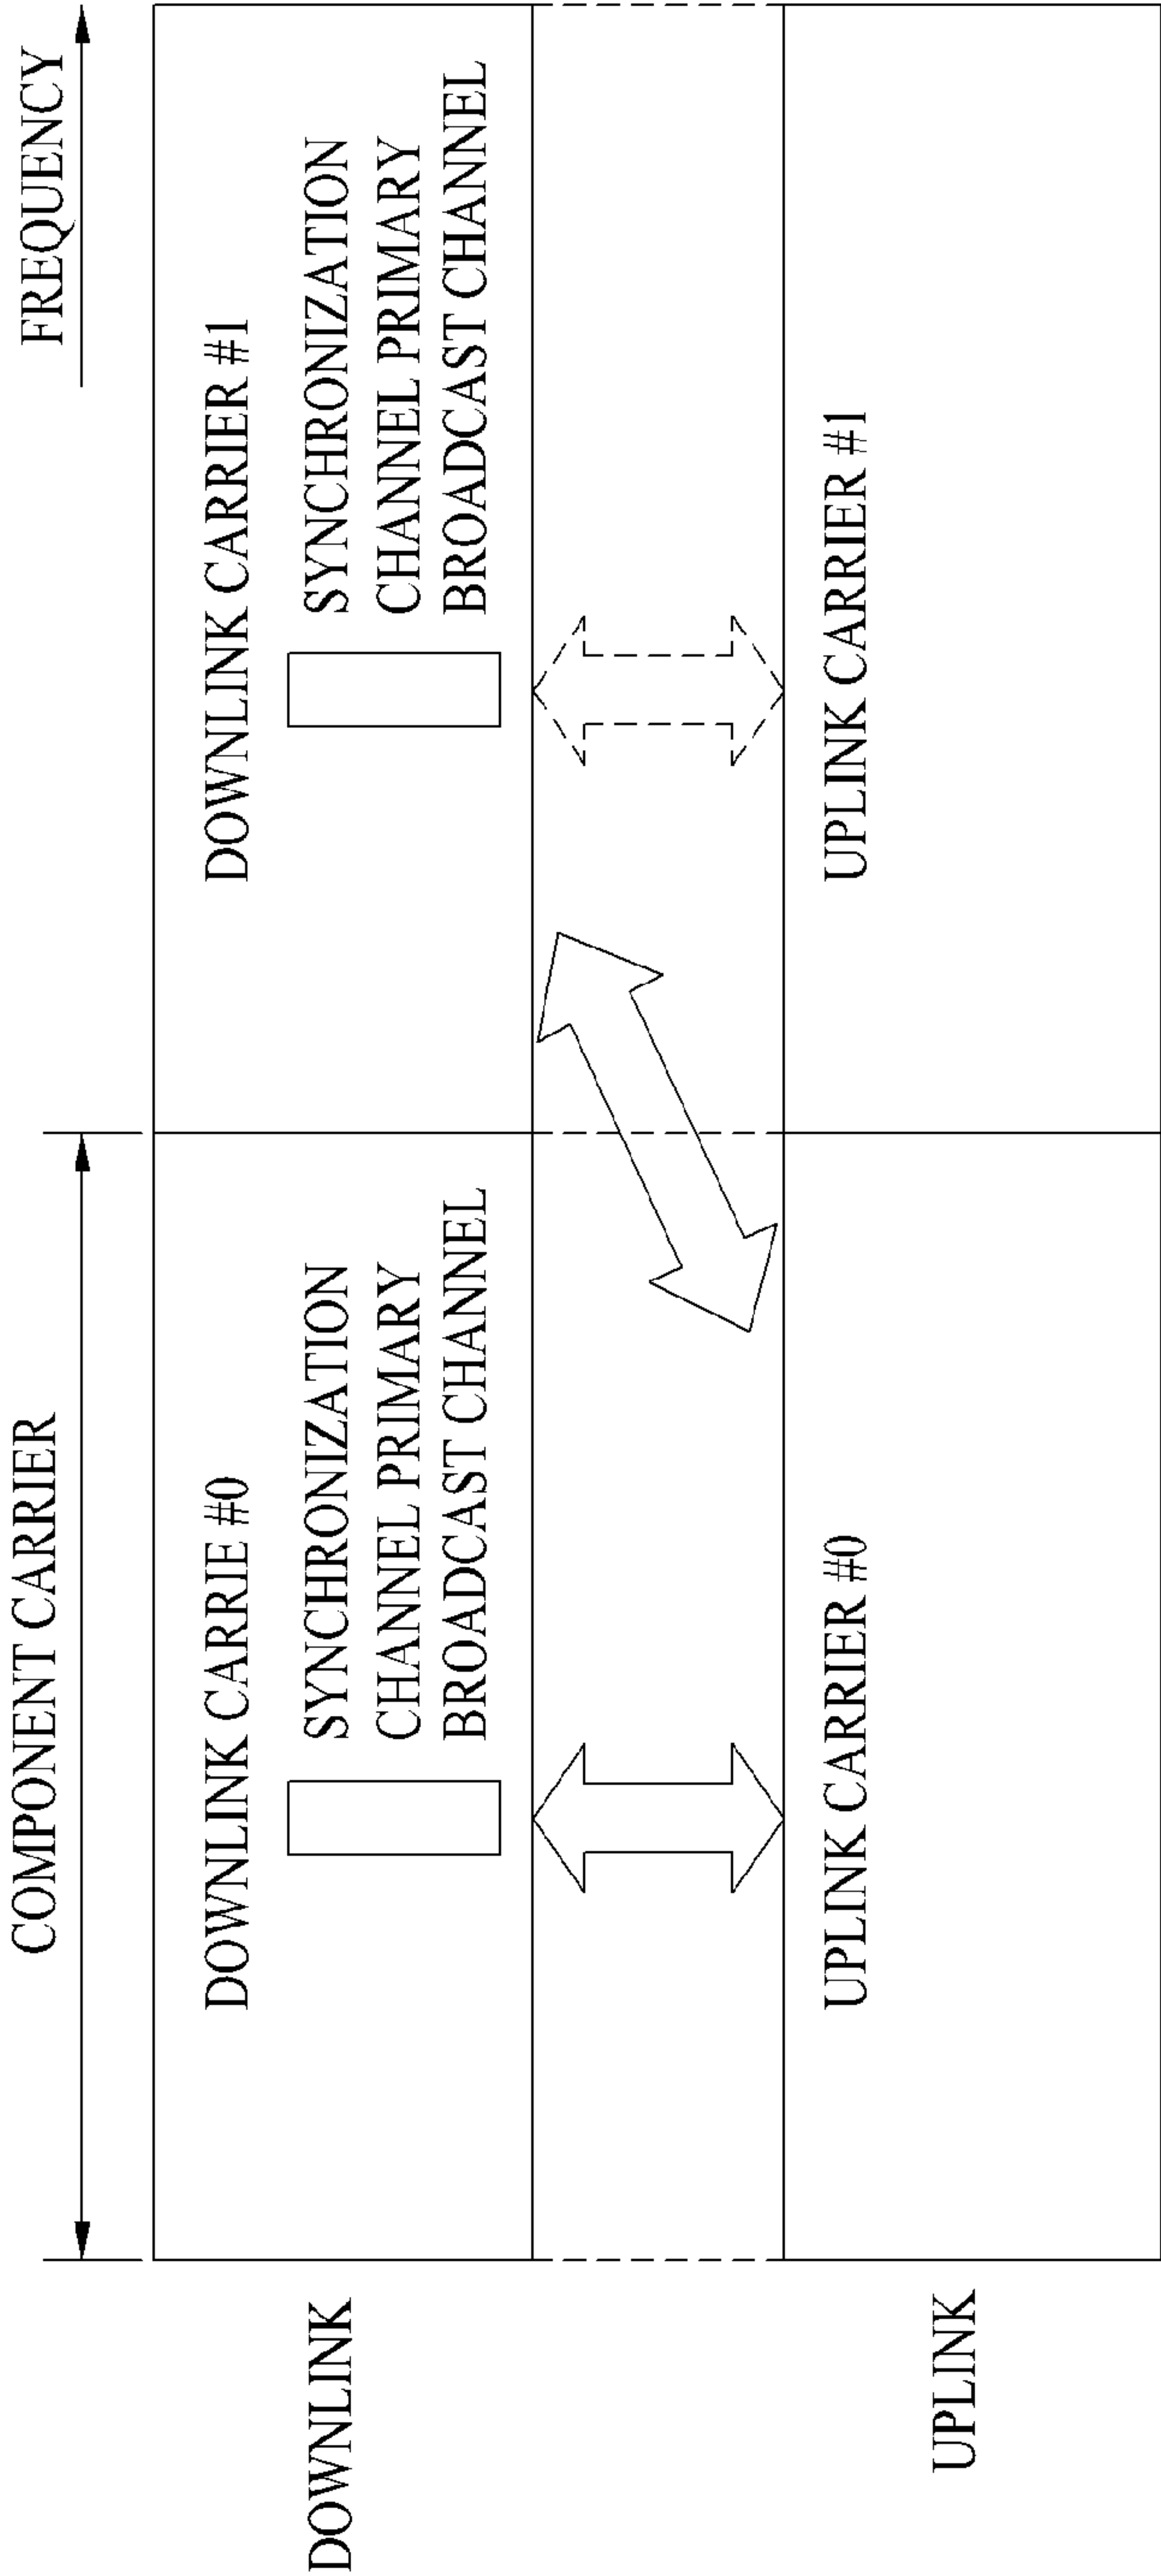 COMPONENT CARRIER
FREQUENCY
DOWNLINK
DOWNLINK CARRIE #0
SYNCHRONIZATION
CHANNEL PRIMARY
BROADCAST CHANNEL
DOWNLINK CARRIER #1
SYNCHRONIZATION
CHANNEL PRIMARY
BROADCAST CHANNEL
UPLINK
UPLINK CARRIER #0
UPLINK CARRIER #1